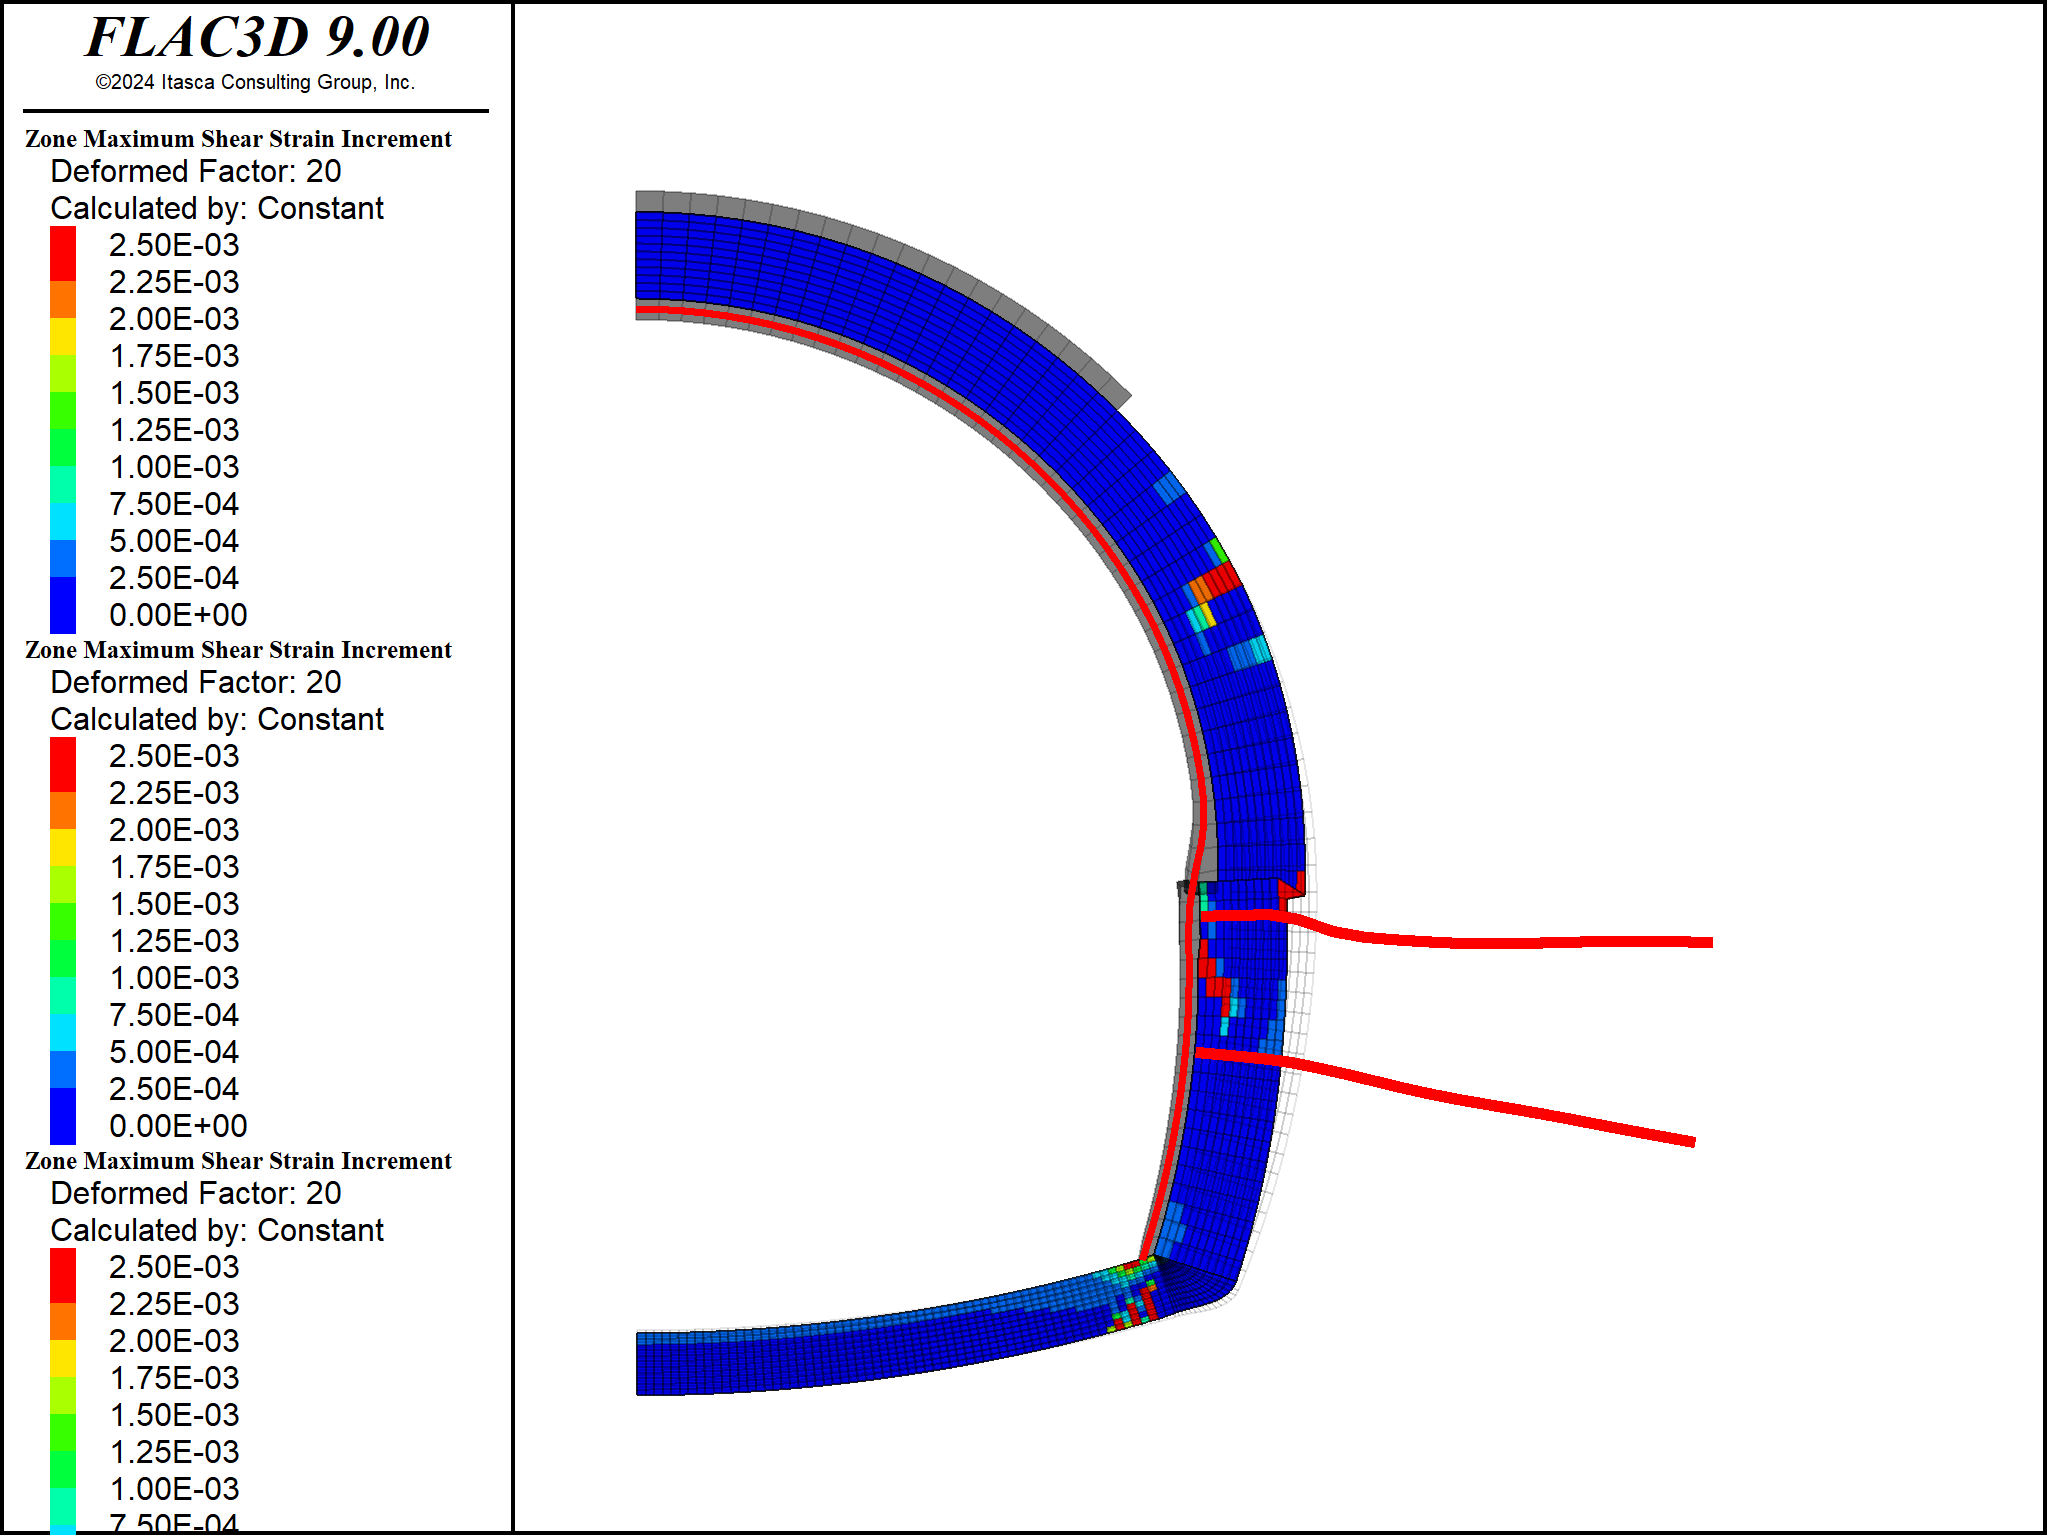 FLAC3D 9.00
©2024 Itasca Consulting Group, Inc.
Zone Maximum Shear Strain Increment
Deformed Factor: 20
Calculated by: Constant
2.50E-03
2.25E-03
2.00E-03
1.75E-03
1.50E-03
1.25E-03
1.00E-03
7.50E-04
5.00E-04
2.50E-04
0.00E+00
Zone Maximum Shear Strain Increment
Deformed Factor: 20
Calculated by: Constant
2.50E-03
2.25E-03
2.00E-03
1.75E-03
1.50E-03
1.25E-03
1.00E-03
7.50E-04
5.00E-04
2.50E-04
0.00E+00
Zone Maximum Shear Strain Increment
Deformed Factor: 20
Calculated by: Constant
2.50E-03
2.25E-03
2.00E-03
1.75E-03
1.50E-03
1.25E-03
1.00E-03
7.50E-04